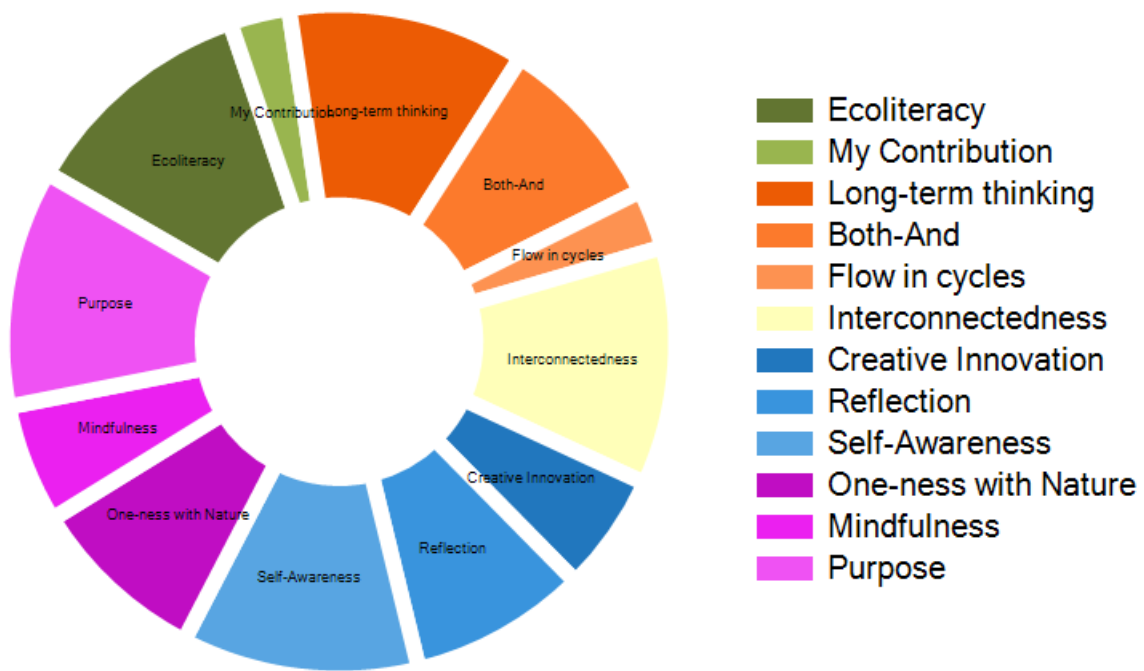 My Contribution
Long-term thinking
Ecoliteracy
Both-And
Flow in cycles
Purpose
Interconnectedness
Mindfulness
Creative Innovation
One-ness with Nature
Reflection
Self-Awareness
Ecoliteracy
My Contribution
Long-term thinking
Both-And
Flow in cycles
Interconnectedness
Creative Innovation
Reflection
Self-Awareness
One-ness with Nature
Mindfulness
Purpose